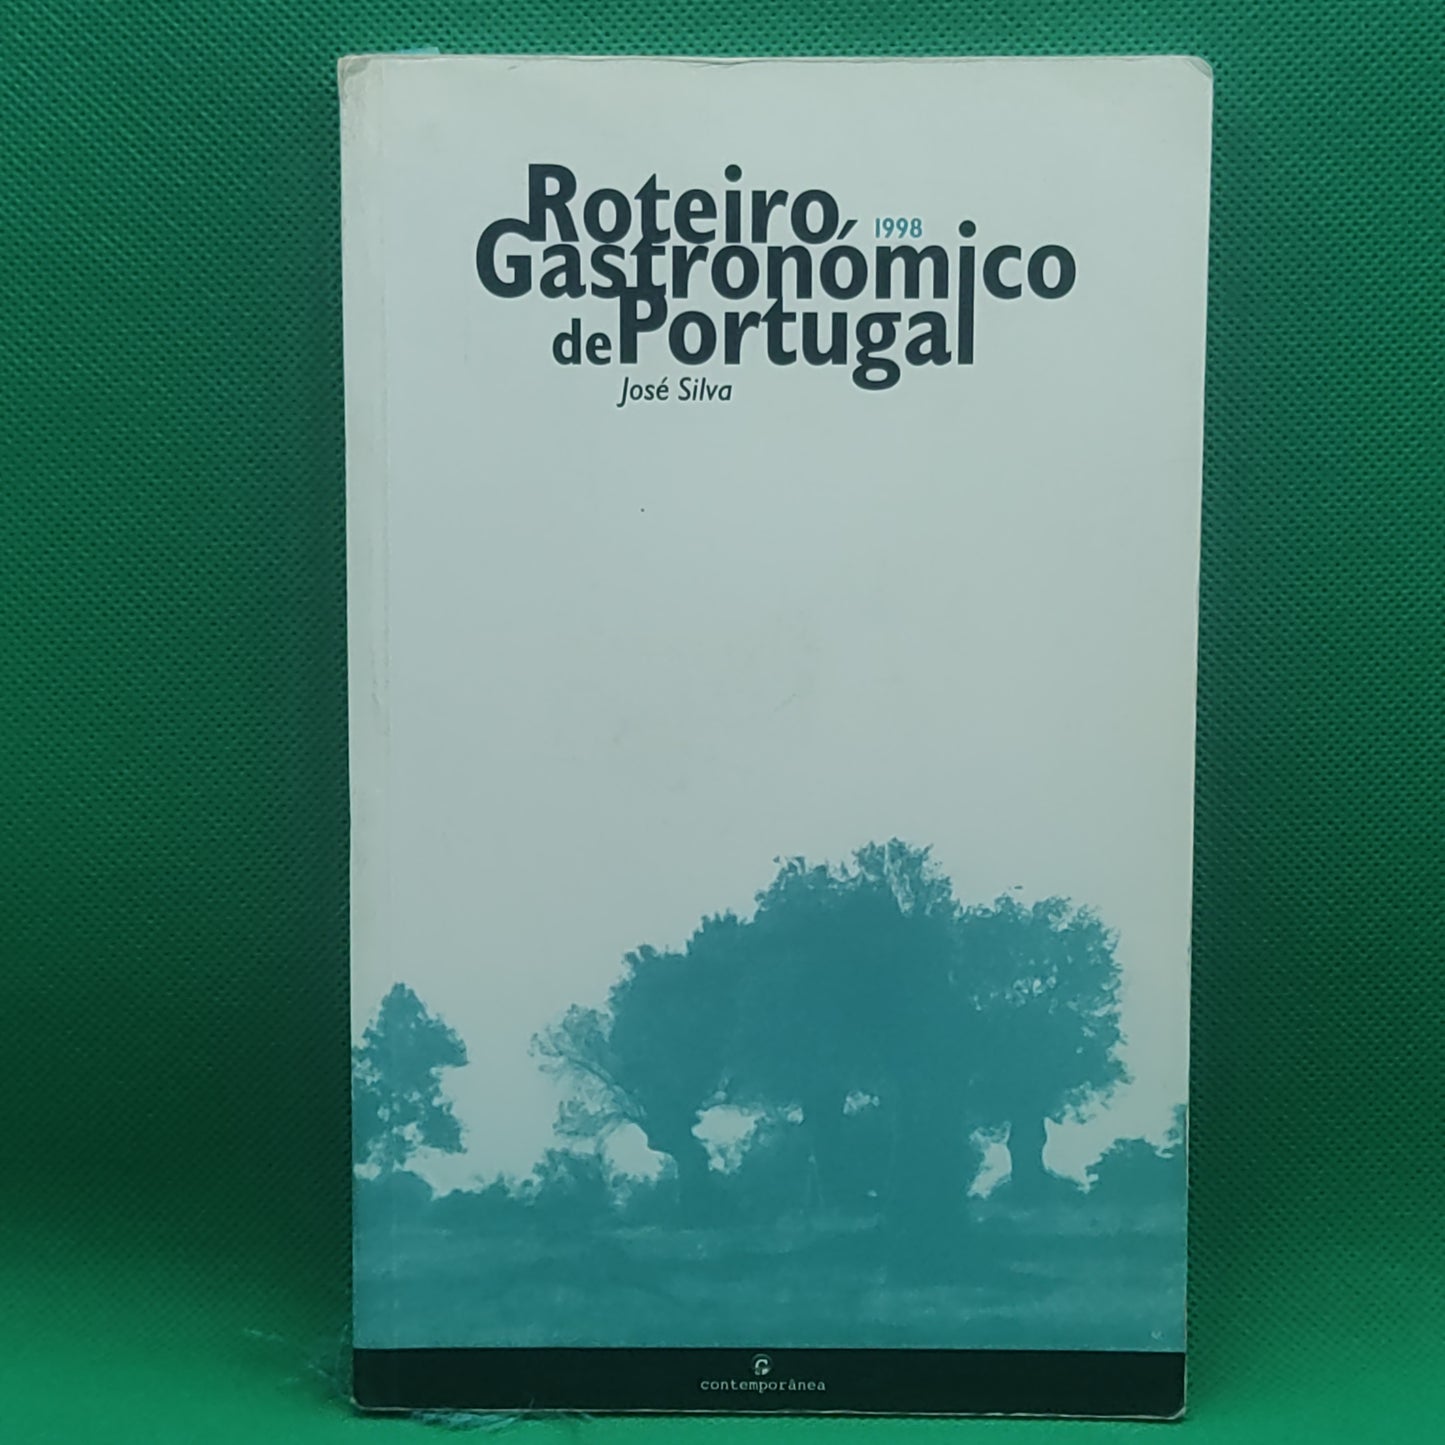 Roteiro 1998
Gastronómico
de Portugal
José Silva
contemporânea